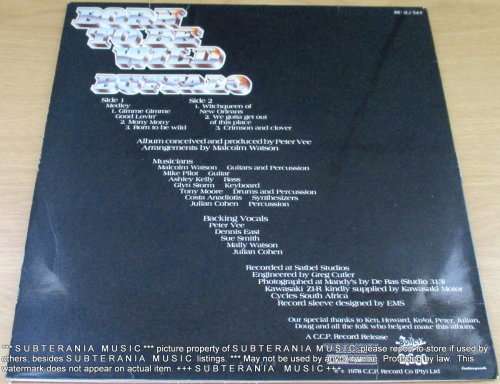 BORN
TO BE
WILD
BUFFALO
Side 1
Medley
1. Gimme Gimme
Good Lovin'
2. Mony Mony
3. Born to be wild
Side 2
1. Witchqueen of
New Orleans
2. We gotta get out
of this place
3. Crimson and clover
Album conceived and produced by Peter Vee
Arrangements by Malcolm Watson
Musicians
Malcolm Watson Guitars and Percussion
Mike Pilot Guitar
Ashley Kelly Bass
Glyn Storm Keyboard
Tony Moore Drums and Percussion
Costa Anadiotis Synthesizers
Julian Cohen Percussion
Backing Vocals
Peter Vee
Dennis East
Sue Smith
Mally Watson
Julian Cohen
Recorded at Satbel Studios
Engineered by Greg Cutler
Photographed at Mandy's by De Ras (Studio 313)
Kawasaki Z1-R kindly supplied by Kawasaki Motor
Cycles South Africa
Record sleeve designed by EMS
Our special thanks to Ken, Howard, Koloi, Peter, Julian,
Doug and all the folk who helped make this album.
A C.C.P. Record Release
1978 C.C.P. Record Co (Pty) Ltd
*** SUBTERANIA MUSIC *** picture property of SUBTERANIA MUSIC please report to store if used by
others, besides SUBTERANIA MUSIC listings. *** May not be used by any Protected by law. This
watermark does not appear on actual item. +++ SUBTERANIA MUSIC